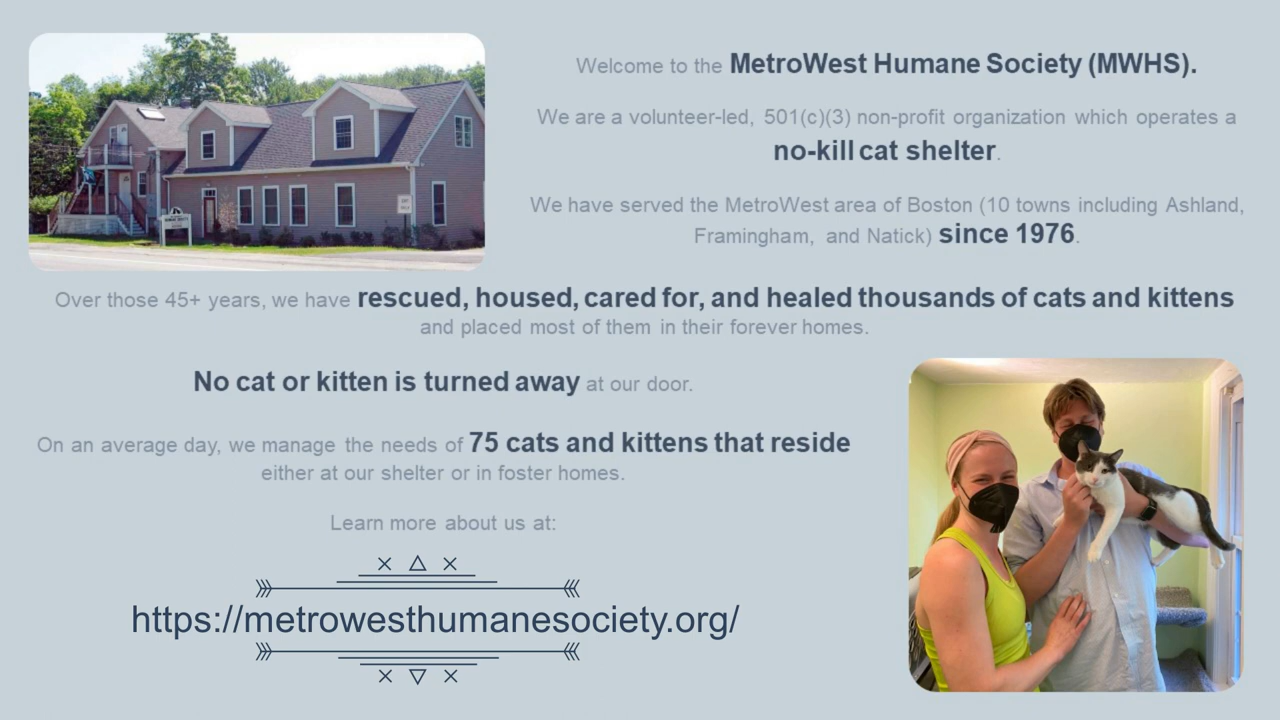 Welcome to the MetroWest Humane Society (MWHS).
We are a volunteer-led, 501(c)(3) non-profit organization which operates a
no-kill cat shelter.
We have served the MetroWest area of Boston (10 towns including Ashland,
Framingham, and Natick) since 1976.
Over those 45+ years, we have rescued, housed, cared for, and healed thousands of cats and kittens
and placed most of them in their forever homes.
No cat or kitten is turned away at our door.
On an average day, we manage the needs of 75 cats and kittens that reside
either at our shelter or in foster homes.
Learn more about us at:
https://metrowesthumanesociety.org/